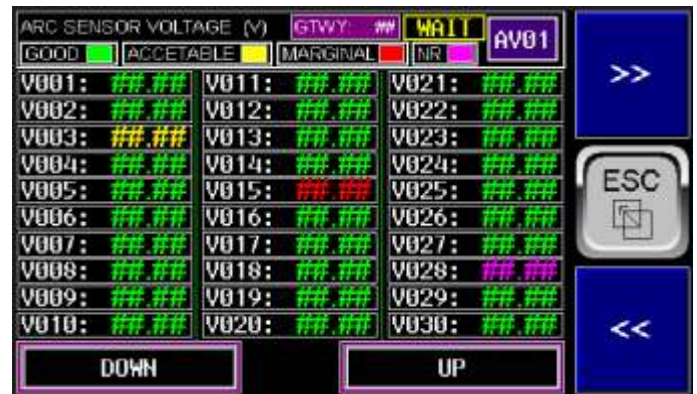 ARC SENSOR VOLTAGE (V) GTWY: ## WAIT AV01
GOOD ACCETABLE MARGINAL NR
V001: ##.## V011: ##.## V021: ##.##
V002: ##.## V012: ##.## V022: ##.##
V003: ##.## V013: ##.## V023: ##.##
V004: ##.## V014: ##.## V024: ##.##
V005: ##.## V015: ##.## V025: ##.##
V006: ##.## V016: ##.## V026: ##.##
V007: ##.## V017: ##.## V027: ##.##
V008: ##.## V018: ##.## V028: ##.##
V009: ##.## V019: ##.## V029: ##.##
V010: ##.## V020: ##.## V030: ##.##
DOWN UP
>>
ESC
<<